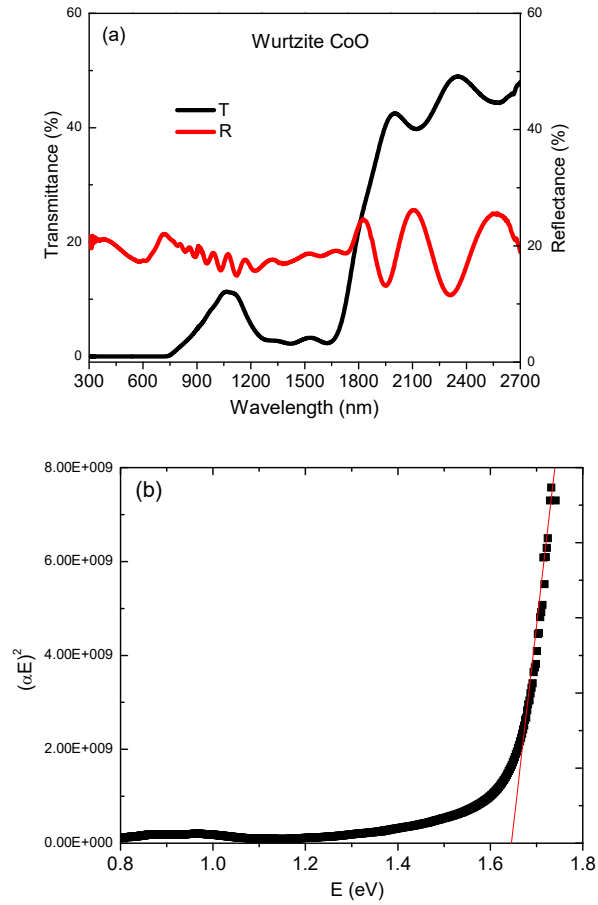 (a)
Wurtzite CoO
T
R
Transmittance (%)
Reflectance (%)
60
40
20
0
60
40
20
0
300 600 900 1200 1500 1800 2100 2400 2700
Wavelength (nm)
(b)
(αE)²
8.00E+009
6.00E+009
4.00E+009
2.00E+009
0.00E+000
0.8 1.0 1.2 1.4 1.6 1.8
E (eV)